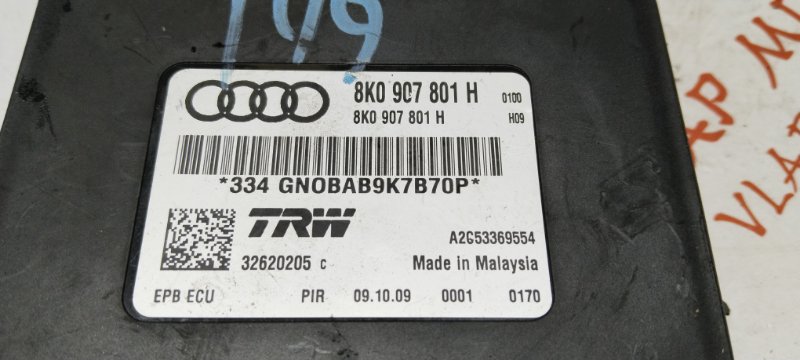 8K0 907 801 H 0100
8K0 907 801 H H09
*334 GNOBAB9K7B70P*
TRW
32620205 C
A2C53369554
Made in Malaysia
EPB ECU PIR 09.10.09 0001 0170